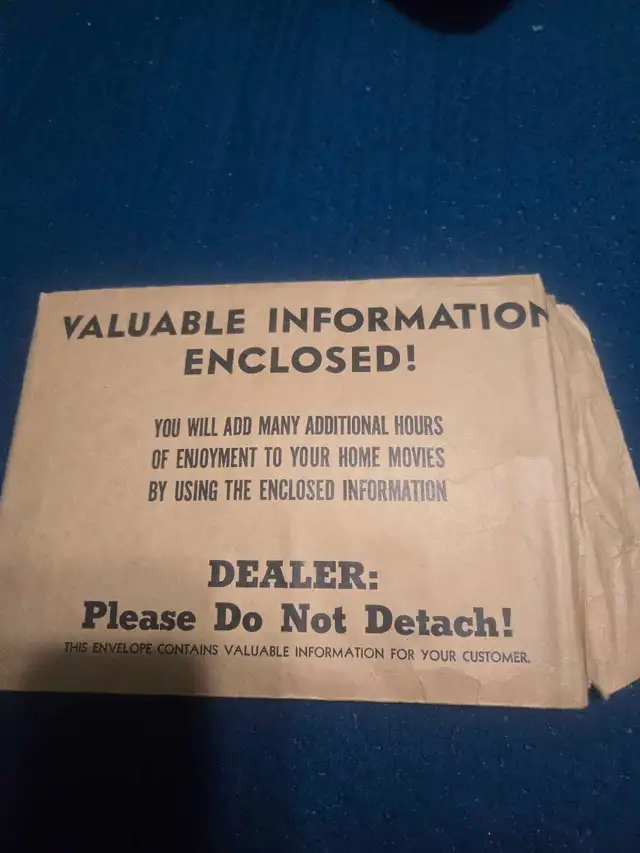 VALUABLE INFORMATION
ENCLOSED!
YOU WILL ADD MANY ADDITIONAL HOURS
OF ENJOYMENT TO YOUR HOME MOVIES
BY USING THE ENCLOSED INFORMATION
DEALER:
Please Do Not Detach!
THIS ENVELOPE CONTAINS VALUABLE INFORMATION FOR YOUR CUSTOMER.